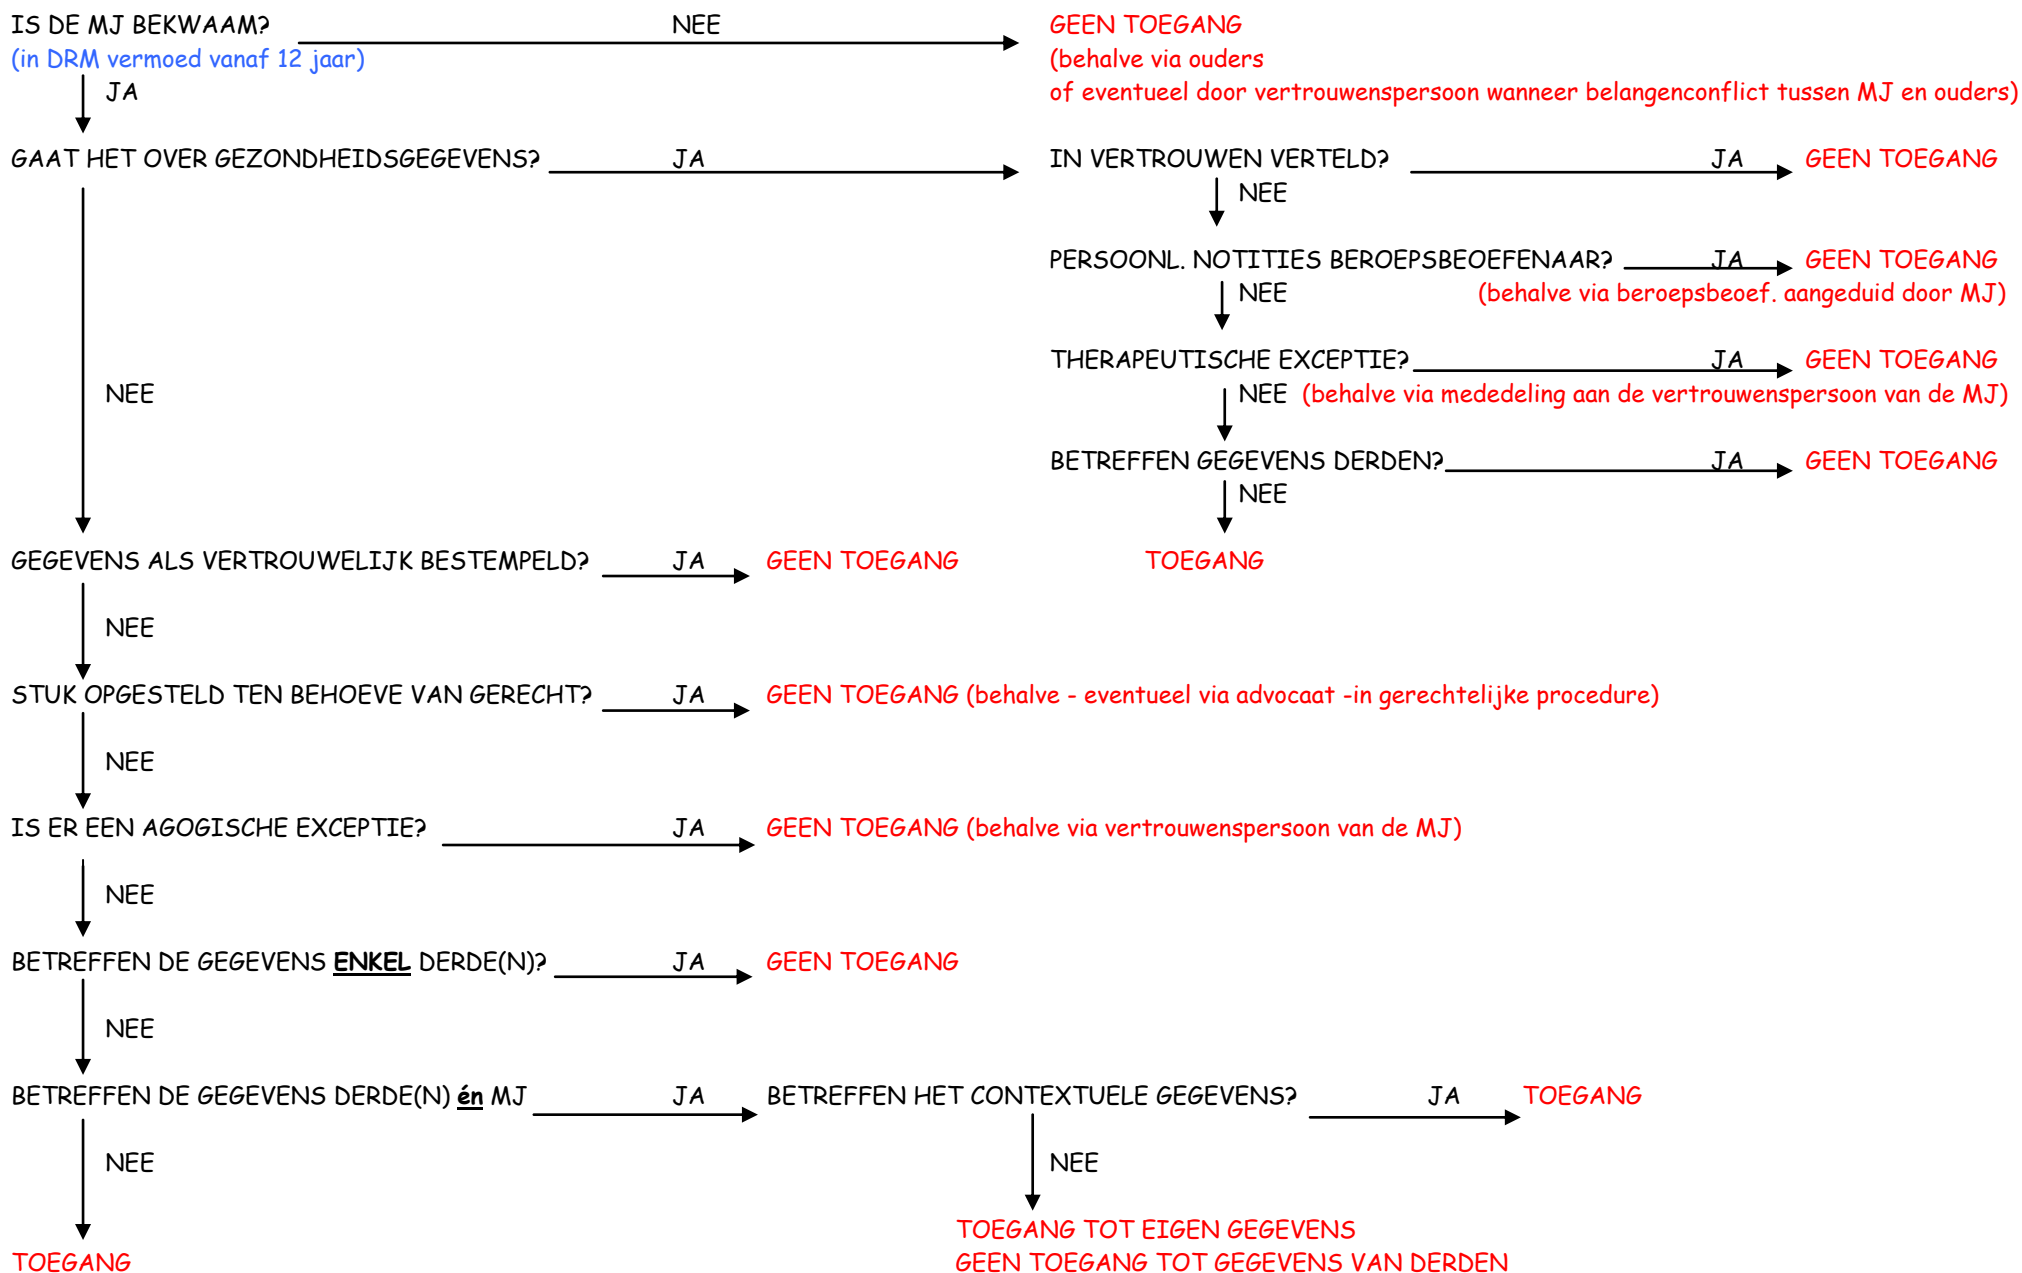 IS DE MJ BEKWAAM? NEE GEEN TOEGANG
(in DRM vermoed vanaf 12 jaar) (behalve via ouders
JA of eventueel door vertrouwenspersoon wanneer belangenconflict tussen MJ en ouders)
GAAT HET OVER GEZONDHEIDSGEGEVENS? JA IN VERTROUWEN VERTELD? JA GEEN TOEGANG
NEE
PERSOONL. NOTITIES BEROEPSBEOEFENAAR? JA GEEN TOEGANG
NEE (behalve via beroepsbeoef. aangeduid door MJ)
THERAPEUTISCHE EXCEPTIE? JA GEEN TOEGANG
NEE NEE (behalve via mededeling aan de vertrouwenspersoon van de MJ)
BETREFFEN GEGEVENS DERDEN? JA GEEN TOEGANG
NEE
GEGEVENS ALS VERTROUWELIJK BESTEMPELD? JA GEEN TOEGANG TOEGANG
NEE
STUK OPGESTELD TEN BEHOEVE VAN GERECHT? JA GEEN TOEGANG (behalve - eventueel via advocaat -in gerechtelijke procedure)
NEE
IS ER EEN AGOGISCHE EXCEPTIE? JA GEEN TOEGANG (behalve via vertrouwenspersoon van de MJ)
NEE
BETREFFEN DE GEGEVENS ENKEL DERDE(N)? JA GEEN TOEGANG
NEE
BETREFFEN DE GEGEVENS DERDE(N) én MJ JA BETREFFEN HET CONTEXTUELE GEGEVENS? JA TOEGANG
NEE NEE
TOEGANG TOT EIGEN GEGEVENS
TOEGANG GEEN TOEGANG TOT GEGEVENS VAN DERDEN